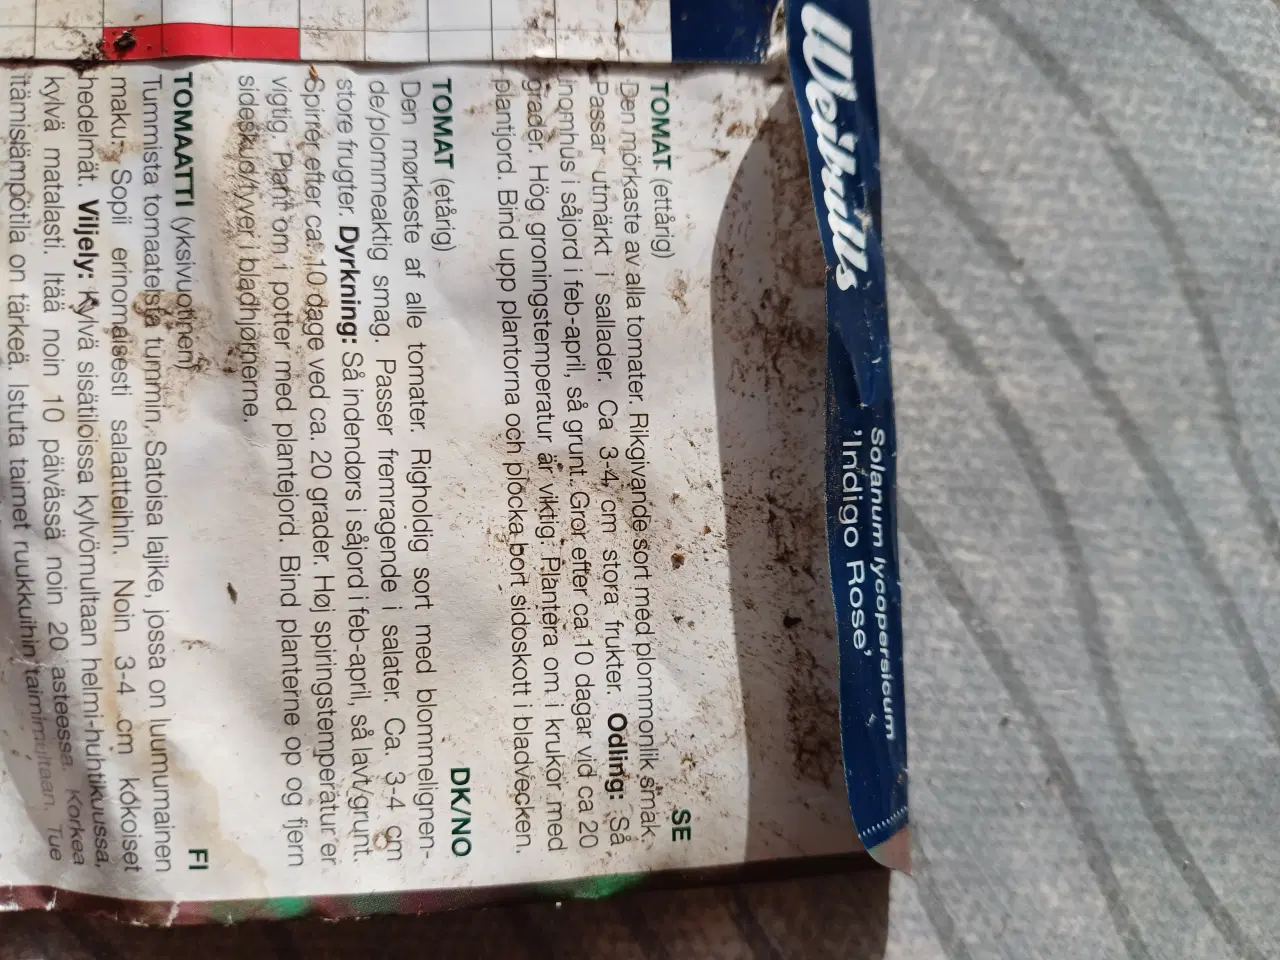 Weibulls
Solanum lycopersicum
'Indigo Rose'
TOMAT (ettårig) SE
Den mörkaste av alla tomater. Rikgivande sort med plommonlik smak.
Passar utmärkt i sallader. Ca 3-4 cm stora frukter. Odling: Så
inomhus i såjord i feb-april, så grunt. Gror efter ca 10 dagar vid ca 20
grader. Hög groningstemperatur är viktig. Plantera om i krukor med
plantjord. Bind upp plantorna och plocka bort sidoskott i bladvecken.
TOMAT (etårig) DK/NO
Den mørkeste af alle tomater. Righoldig sort med blommelignen-
de/plommeaktig smag. Passer fremragende i salater. Ca. 3-4 cm
store frugter. Dyrkning: Så indendørs i såjord i feb-april, så lavt/grunt.
Spirrer efter ca. 10 dage ved ca. 20 grader. Høj spiringstemperatur er
vigtig. Plant om i potter med plantejord. Bind planterne op og fjern
sideskud/tyver i bladhjørnerne.
TOMAATTI (yksivuotinen) FI
Tummista tomaateista tummin. Satoisa lajike, jossa on luumumainen
maku. Sopii erinomaisesti salaatteihin. Noin 3-4 cm kokoiset
hedelmät. Viljely: Kylvä sisätiloissa kylvömultaan helmi-huhtikuussa,
kylvä matalasti. Itää noin 10 päivässä noin 20 asteessa. Korkea
itämislämpötila on tärkeä. Istuta taimet ruukkuihin taimimultaan. Tue